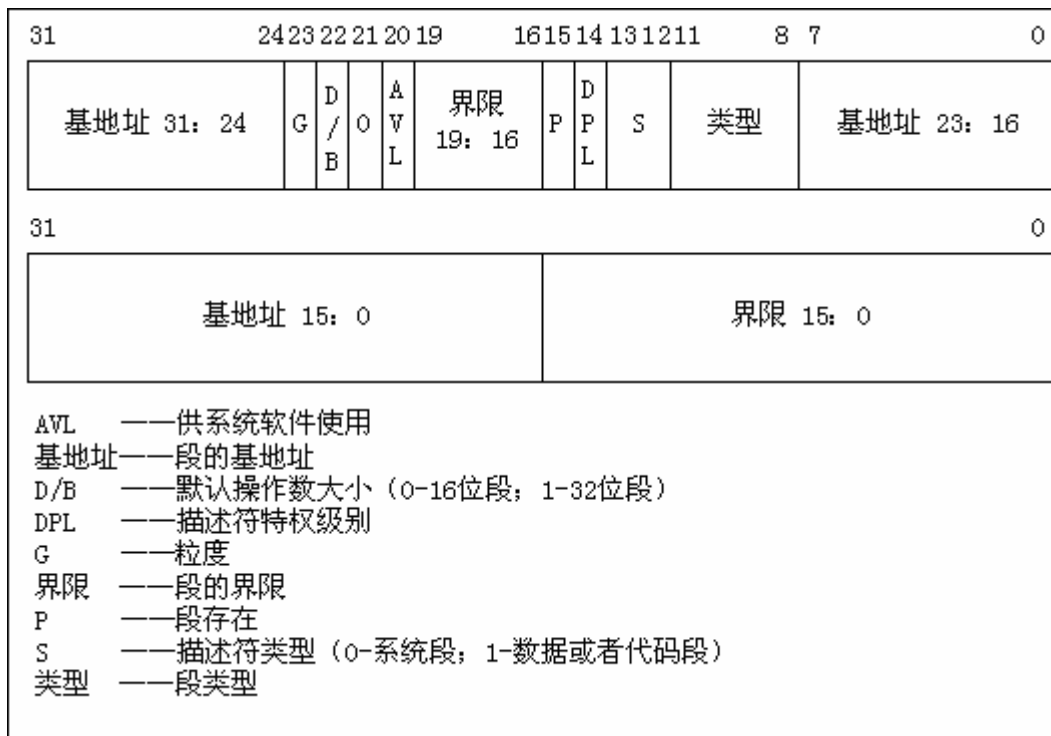 31 24 23 22 21 20 19 16 15 14 13 12 11 8 7 0
基地址 31：24 G D/B O AVL 界限 19：16 P DPL S 类型 基地址 23：16
31 0
基地址 15：0 界限 15：0
AVL ——供系统软件使用
基地址——段的基地址
D/B ——默认操作数大小（0-16位段；1-32位段）
DPL ——描述符特权级别
G ——粒度
界限 ——段的界限
P ——段存在
S ——描述符类型（0-系统段；1-数据或者代码段）
类型 ——段类型